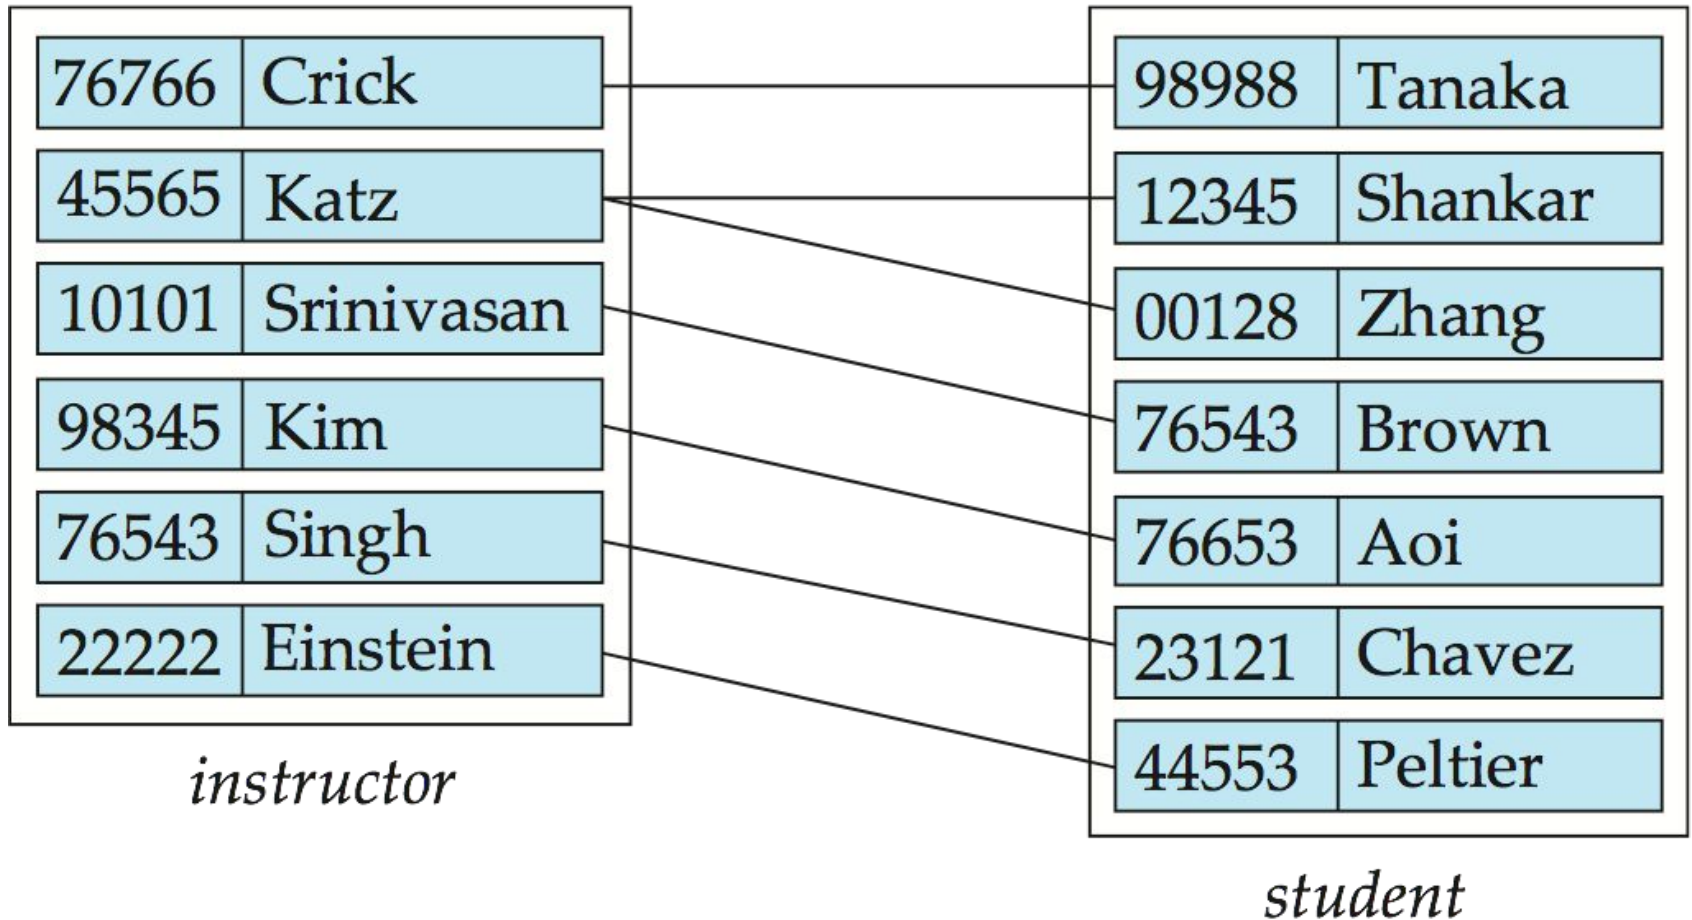 76766 Crick
45565 Katz
10101 Srinivasan
98345 Kim
76543 Singh
22222 Einstein
instructor
98988 Tanaka
12345 Shankar
00128 Zhang
76543 Brown
76653 Aoi
23121 Chavez
44553 Peltier
student